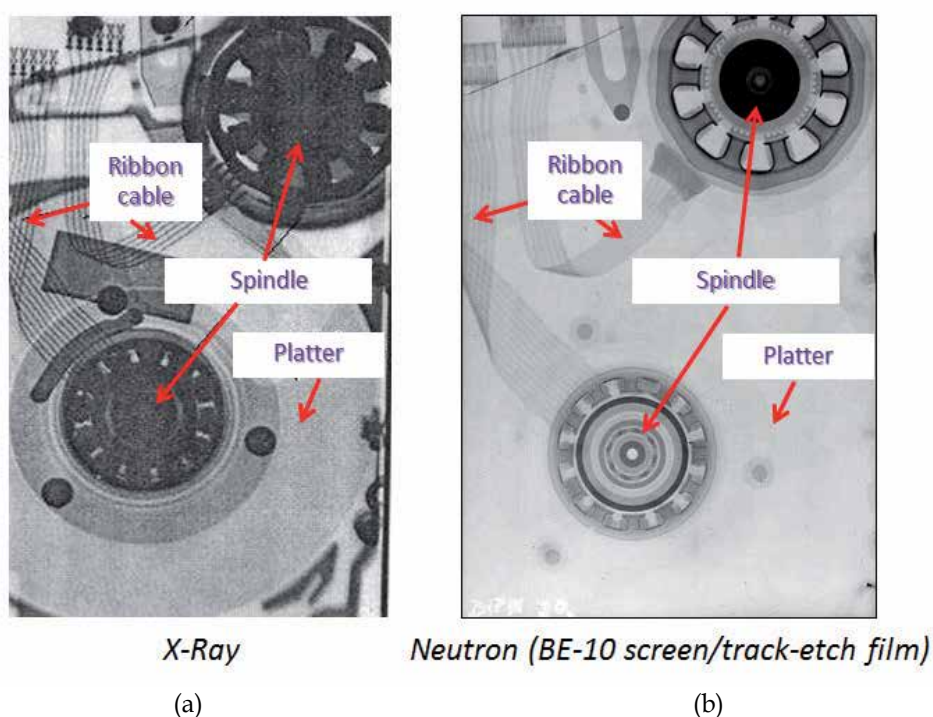 Ribbon
cable
Spindle
Platter
Ribbon
cable
Spindle
Platter
X-Ray
Neutron (BE-10 screen/track-etch film)
(a)
(b)